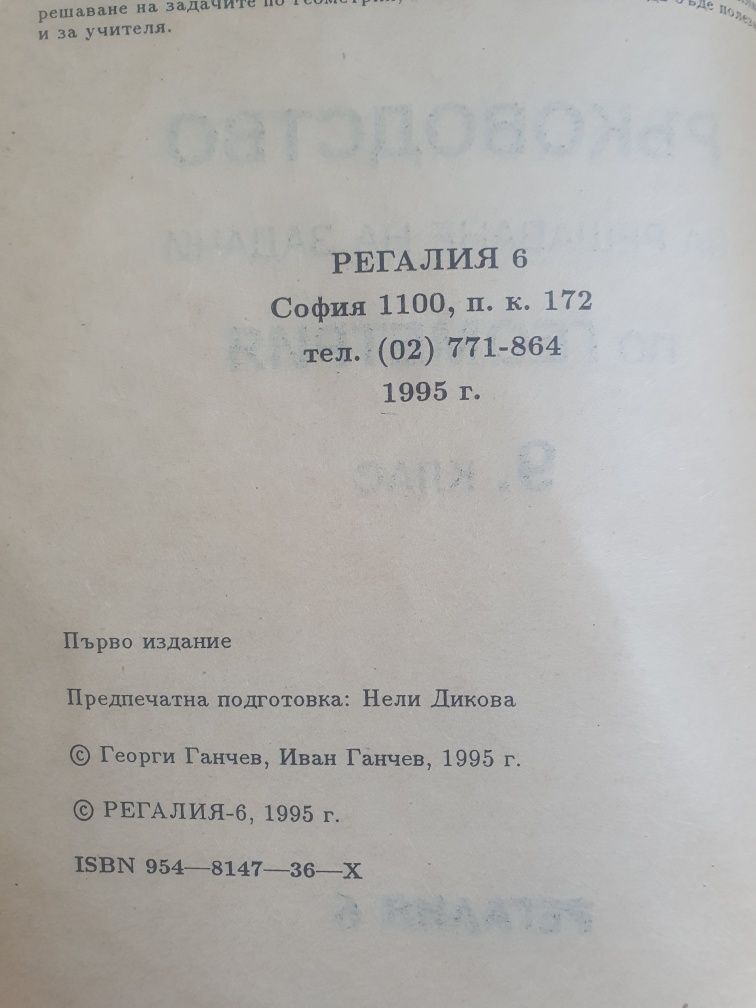 решаване на задачите по геометрия,
и за учителя.
РЕГАЛИЯ 6
София 1100, п. к. 172
тел. (02) 771-864
1995 г.
Първо издание
Предпечатна подготовка: Нели Дикова
© Георги Ганчев, Иван Ганчев, 1995 г.
© РЕГАЛИЯ-6, 1995 г.
ISBN 954—8147—36—X